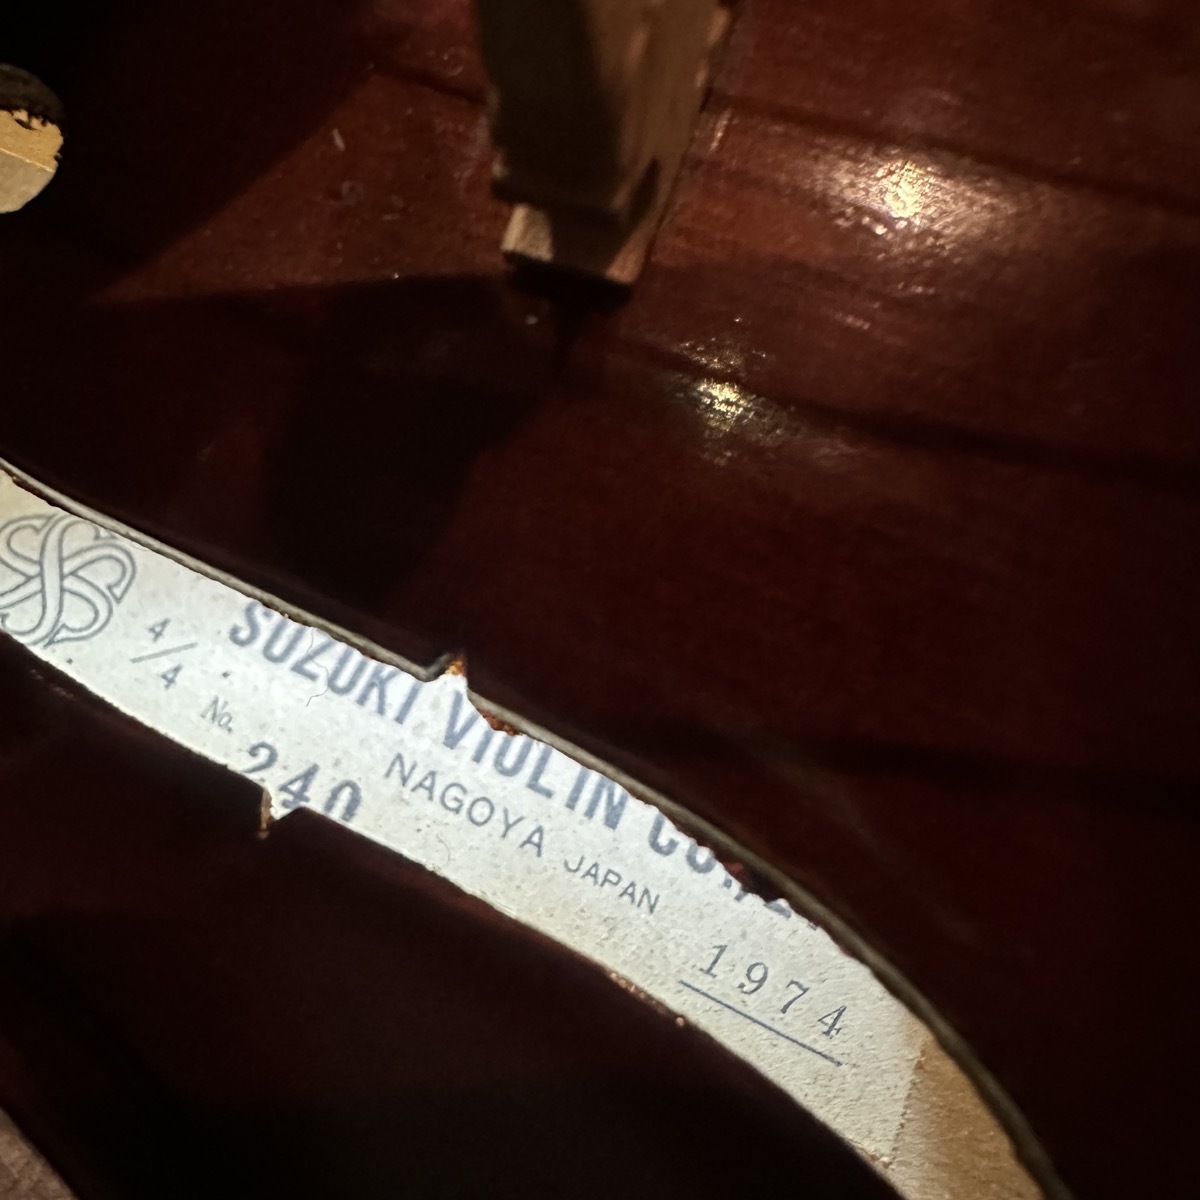 SUZUKI VIOLIN CO.,
NAGOYA JAPAN
4/4 No. 240
1974